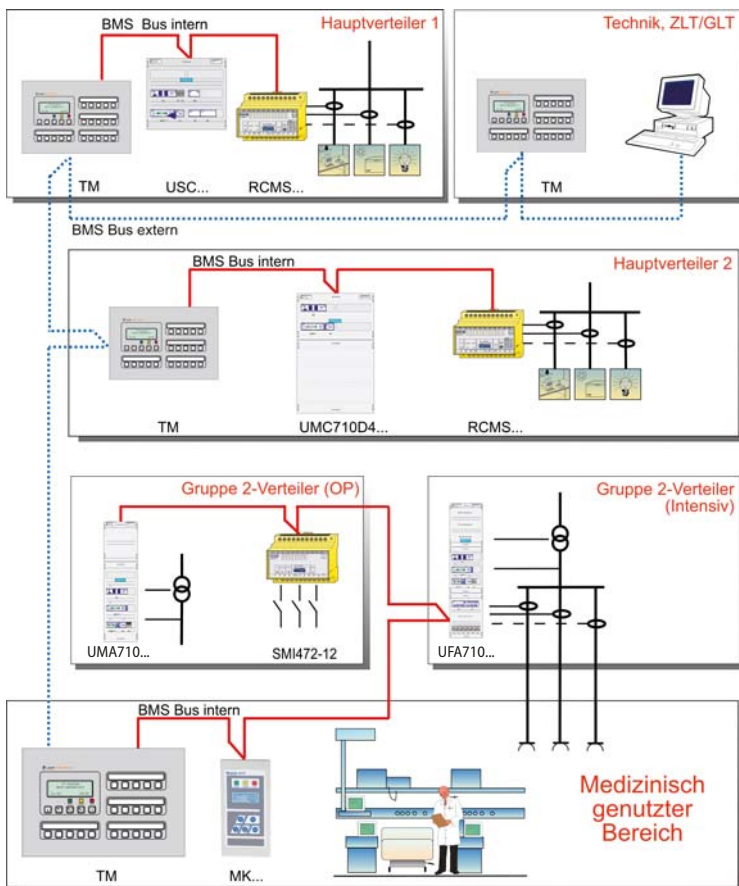 BMS Bus intern
Hauptverteiler 1
Technik, ZLT/GLT
TM
USC...
RCMS...
TM
BMS Bus extern
BMS Bus intern
Hauptverteiler 2
TM
UMC710D4...
RCMS...
Gruppe 2-Verteiler (OP)
Gruppe 2-Verteiler
(Intensiv)
UMA710...
SMI472-12
UFA710...
BMS Bus intern
Medizinisch
genutzter
Bereich
TM
MK...